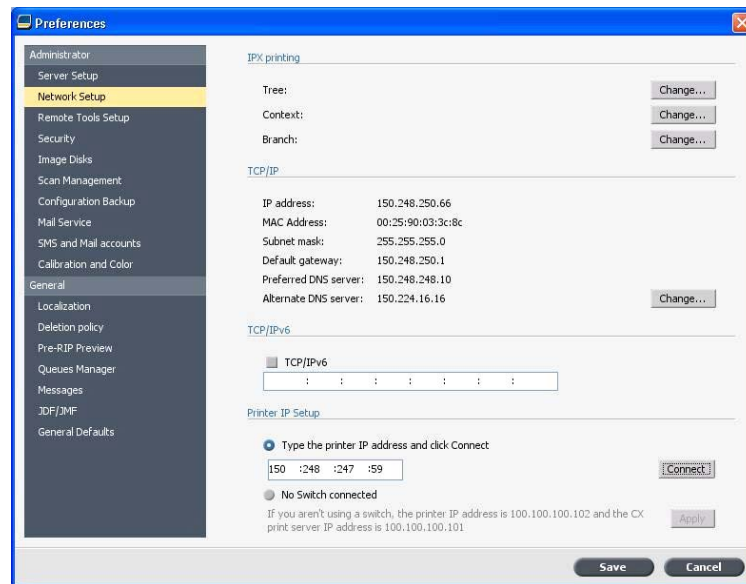 Preferences
Administrator
Server Setup
Network Setup
Remote Tools Setup
Security
Image Disks
Scan Management
Configuration Backup
Mail Service
SMS and Mail accounts
Calibration and Color
General
Localization
Deletion policy
Pre-RIP Preview
Queues Manager
Messages
JDF/JMF
General Defaults
IPX printing
Tree: Change...
Context: Change...
Branch: Change...
TCP/IP
IP address: 150.248.250.66
MAC Address: 00:25:90:03:3c:8c
Subnet mask: 255.255.255.0
Default gateway: 150.248.250.1
Preferred DNS server: 150.248.248.10
Alternate DNS server: 150.224.16.16 Change...
TCP/IPv6
TCP/IPv6
: : : : : : :
Printer IP Setup
Type the printer IP address and click Connect
150 :248 :247 :59 Connect
No Switch connected
If you aren't using a switch, the printer IP address is 100.100.100.102 and the CX
print server IP address is 100.100.100.101 Apply
Save Cancel